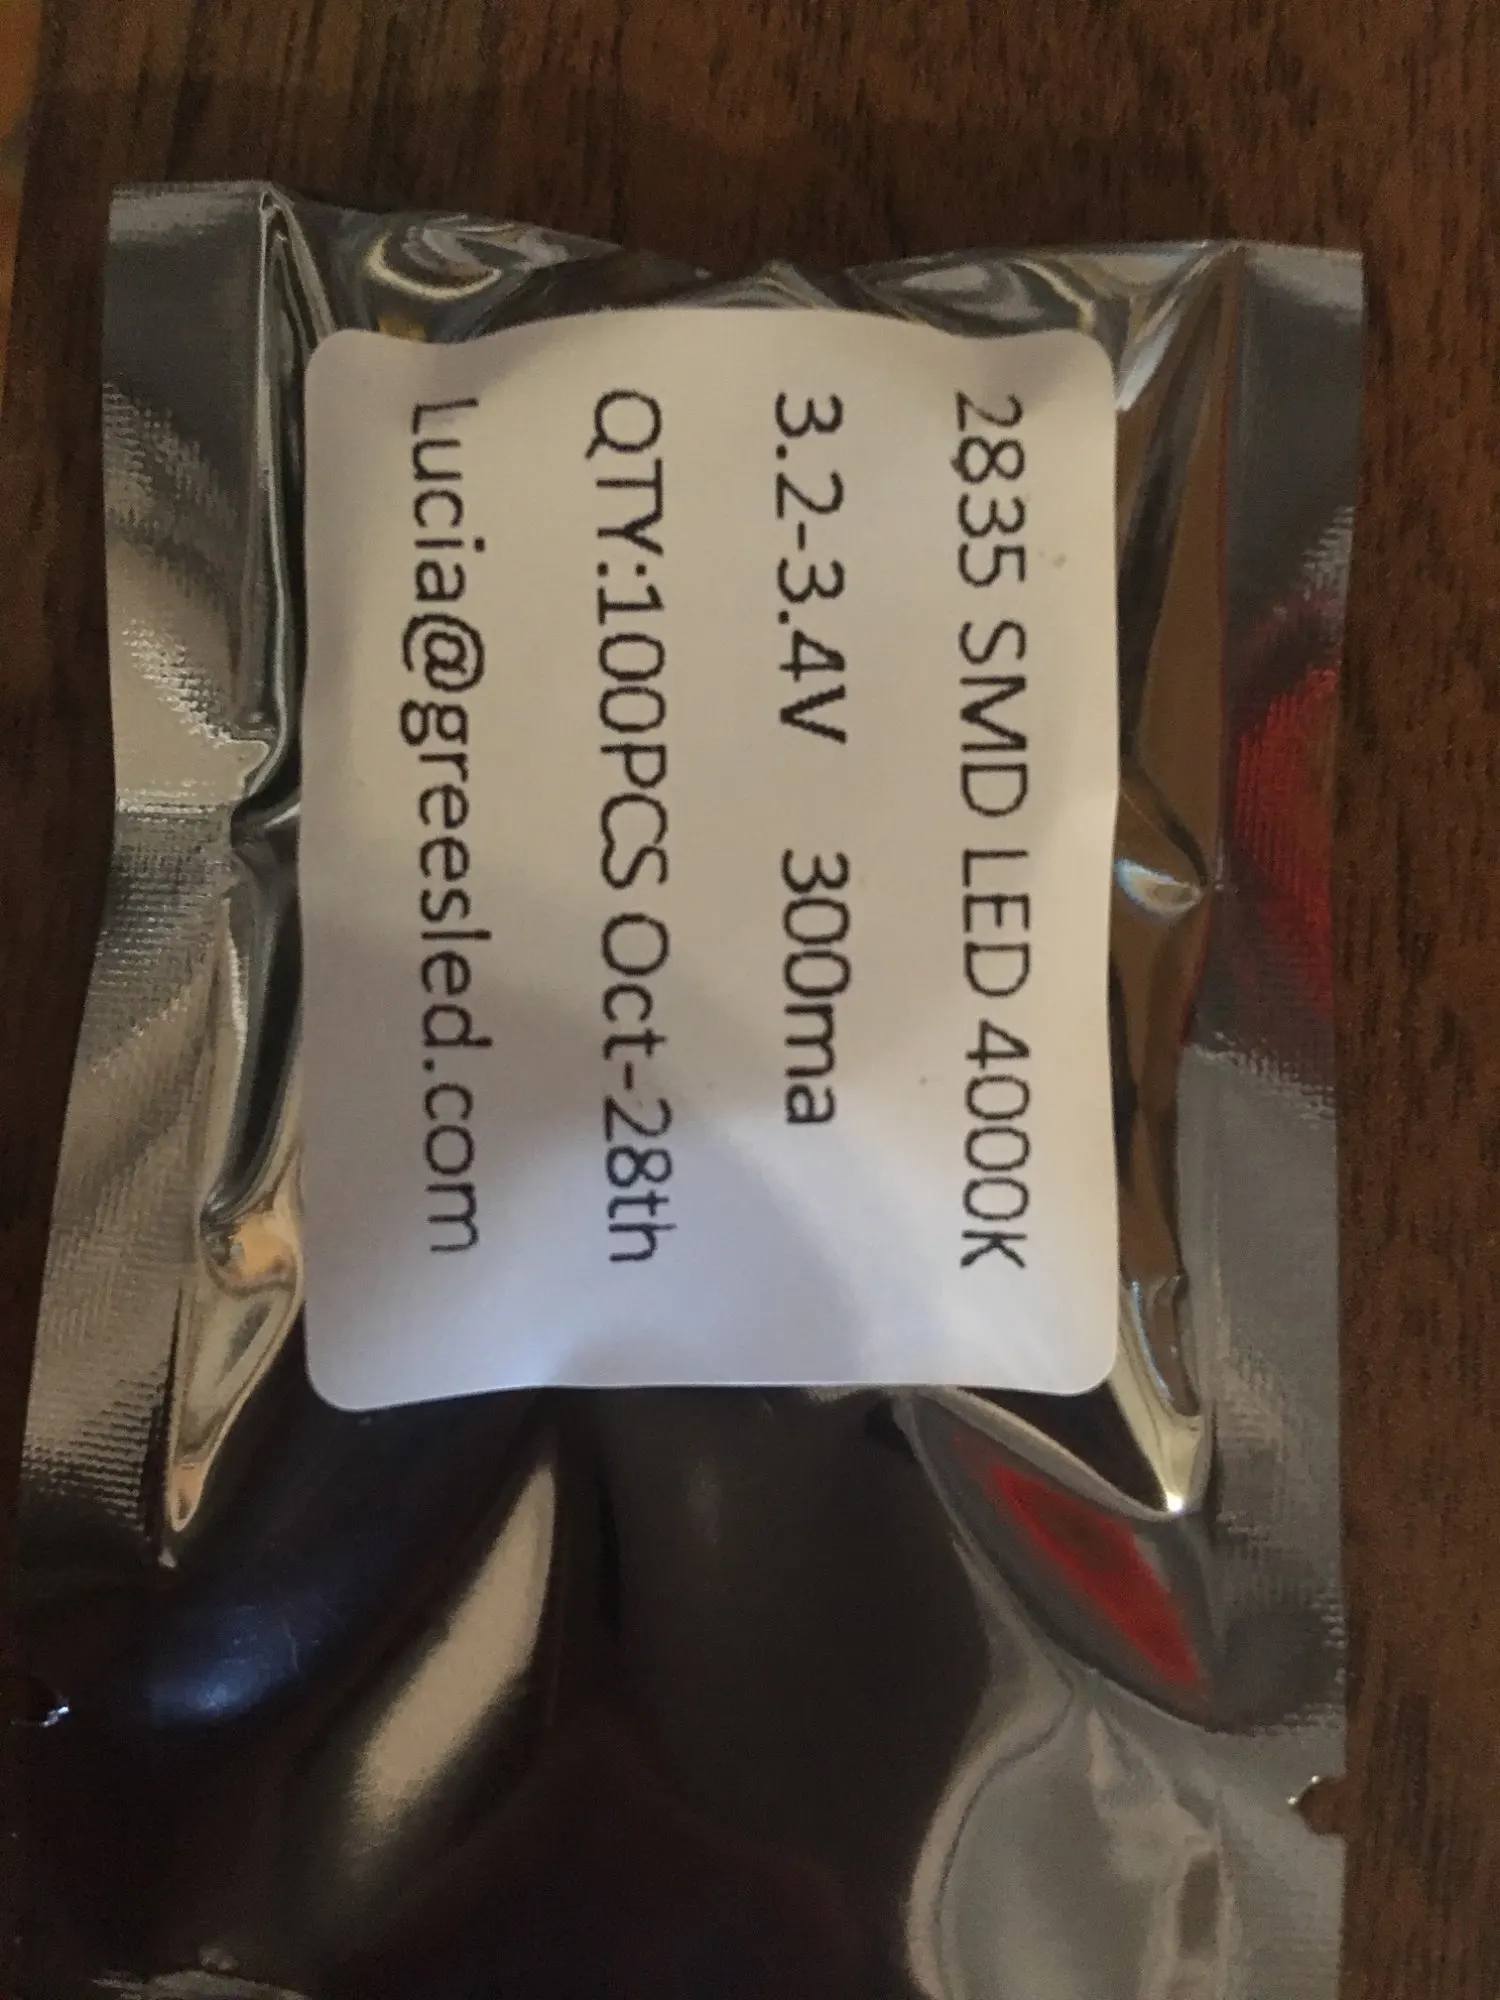 2835 SMD LED 4000K
3.2-3.4V 300ma
QTY:100PCS Oct-28th
Lucia@greesled.com